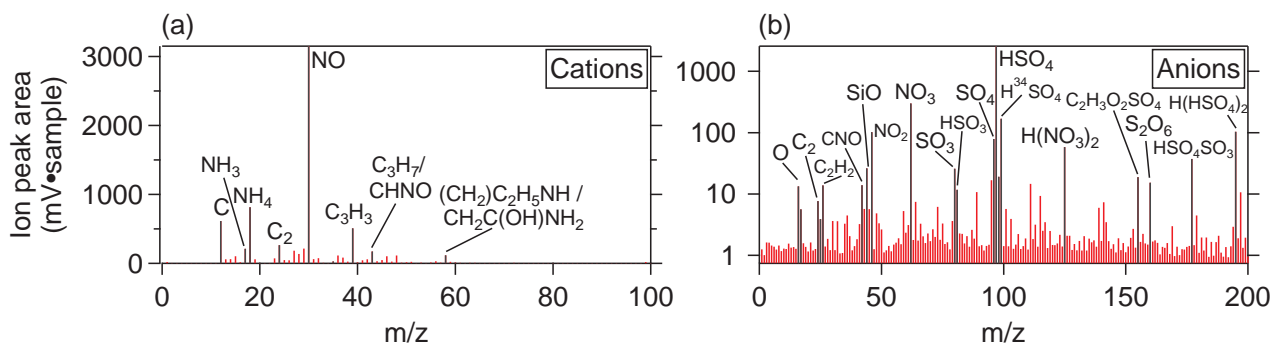 (a)
Ion peak area
(mV•sample)
3000
2000
1000
0
0
20
40
60
80
100
m/z
Cations
NO
NH3
C
NH4
C2
C3H3
C3H7/
CHNO
(CH2)C2H5NH /
CH2C(OH)NH2
(b)
1000
100
10
1
0
50
100
150
200
m/z
Anions
HSO4
H³⁴SO4
SO4
SiO
NO3
CNO
NO2
O
C2
C2H2
SO3
HSO3
H(NO3)2
C2H3O2SO4
S2O6
HSO4SO3
H(HSO4)2